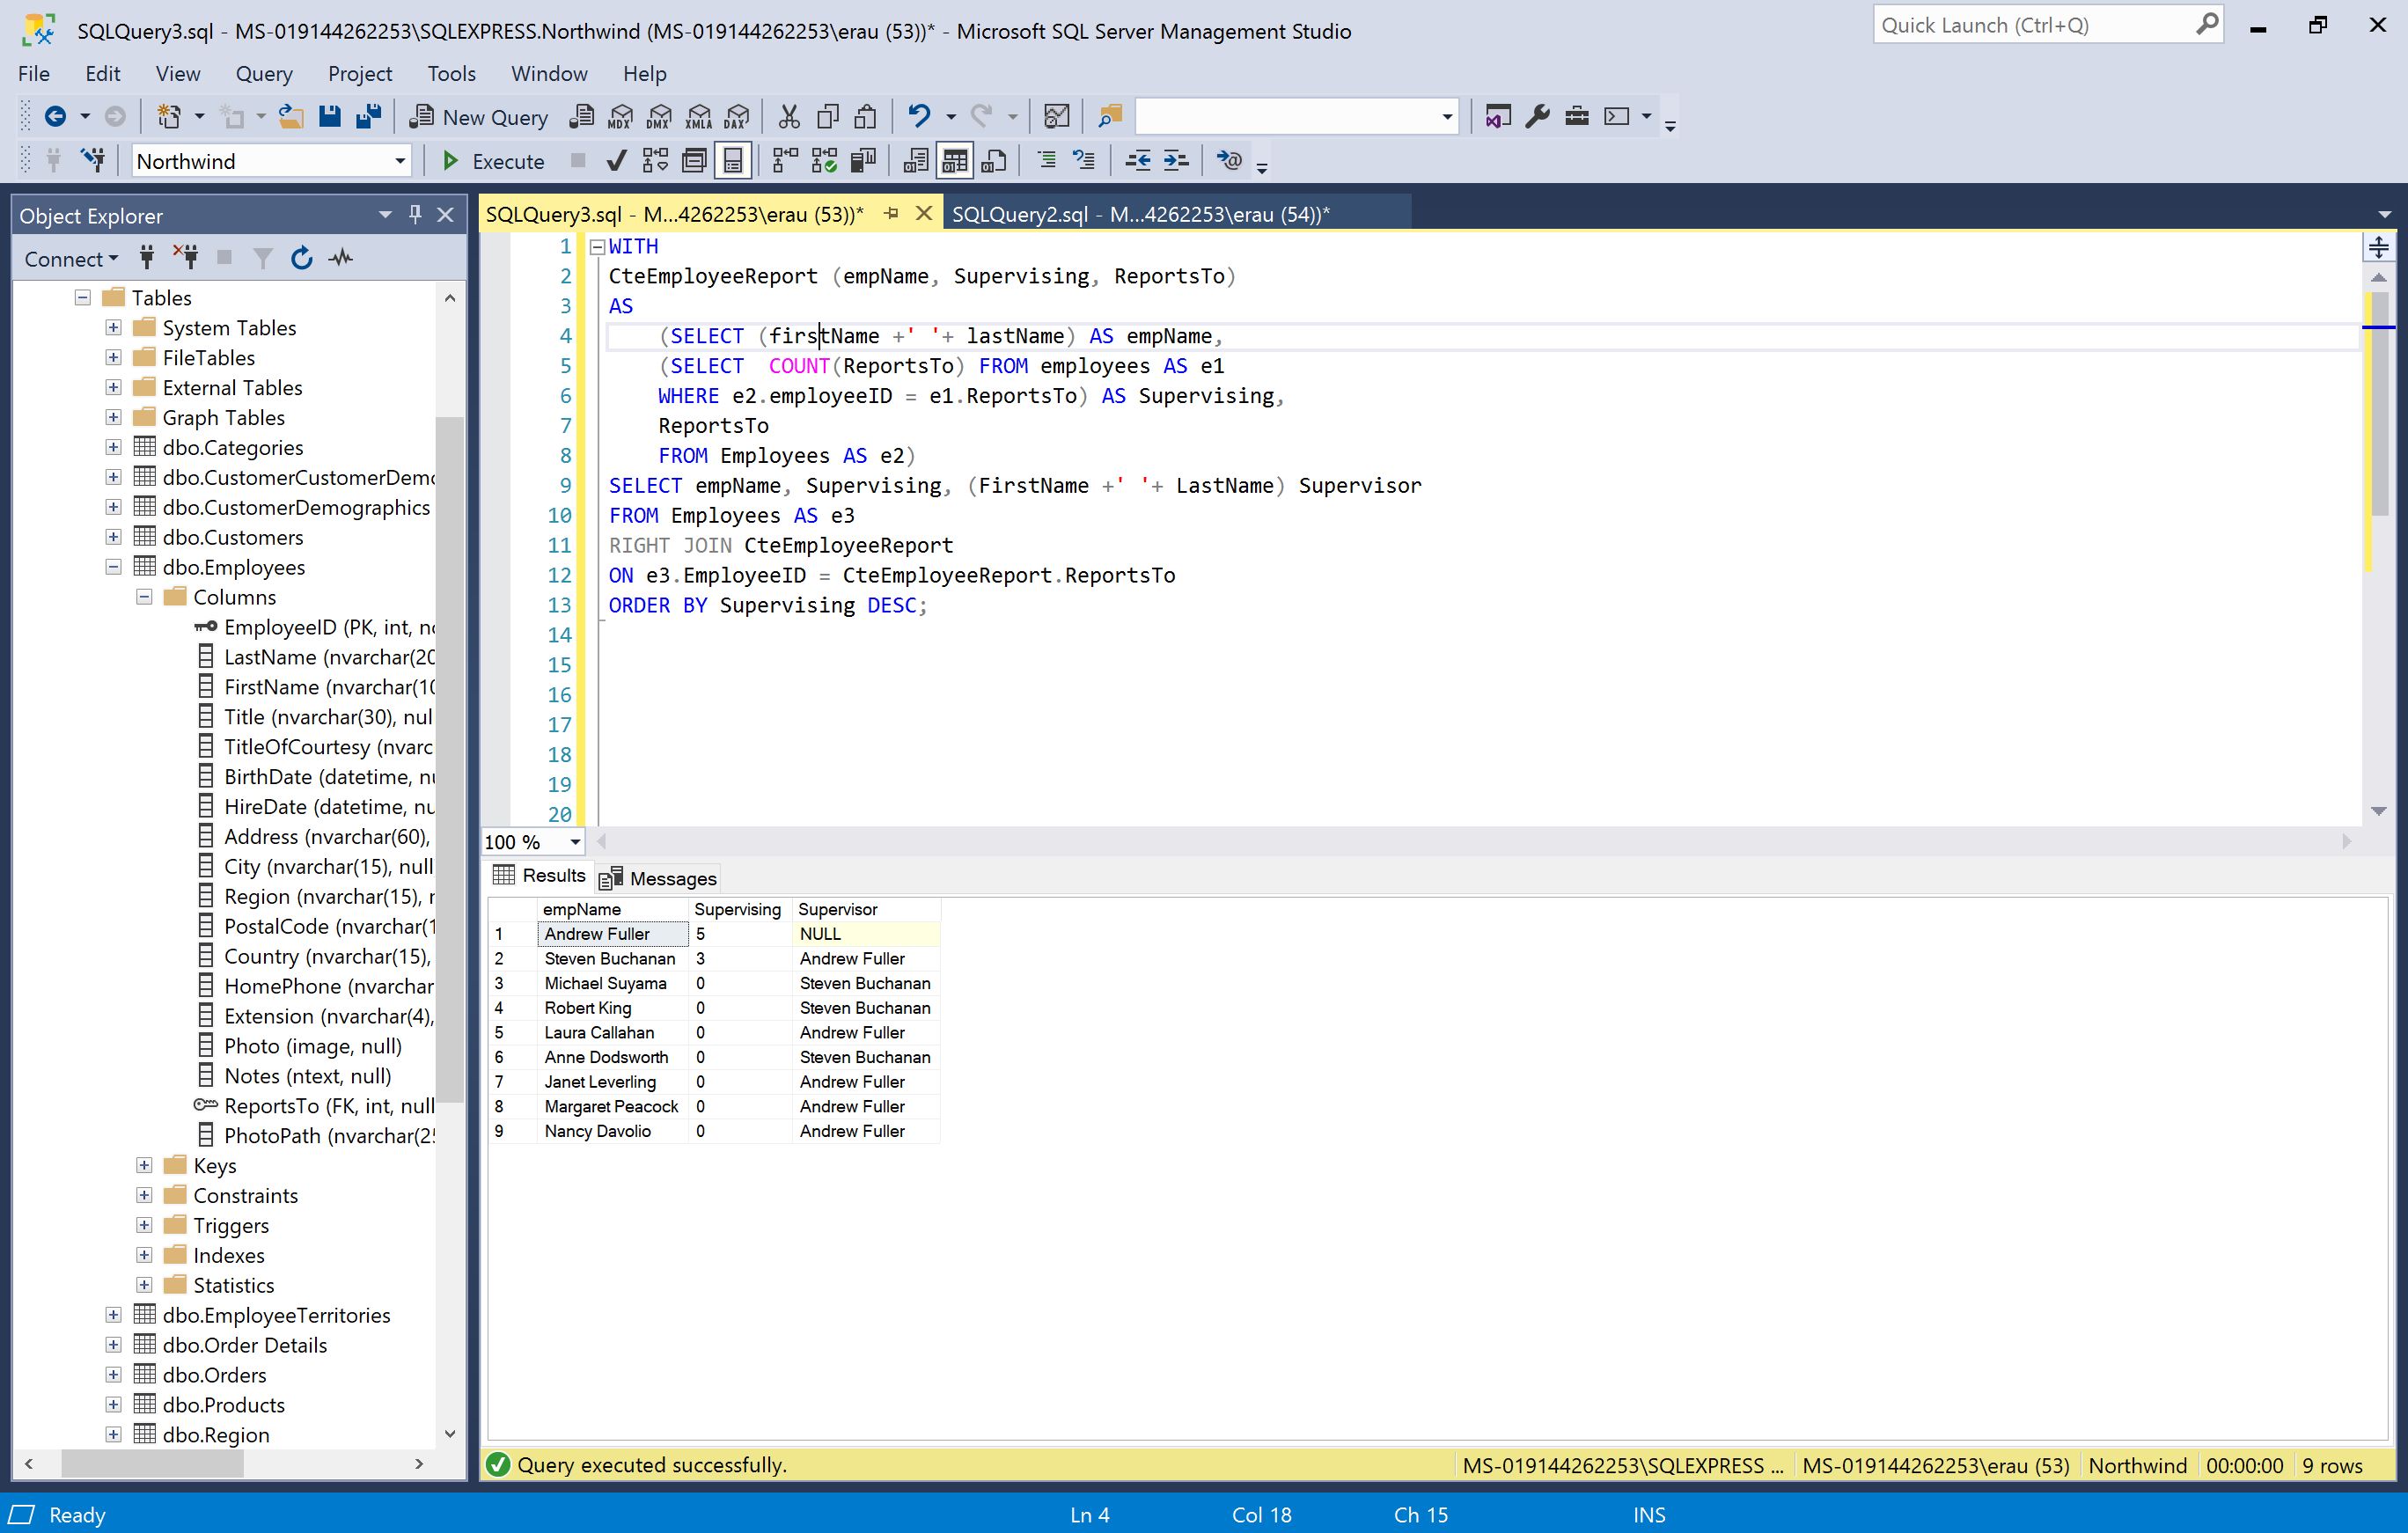 SQLQuery3.sql - MS-019144262253\SQLEXPRESS.Northwind (MS-019144262253\erau (53))* - Microsoft SQL Server Management Studio
Quick Launch (Ctrl+Q)
File Edit View Query Project Tools Window Help
New Query MDX DMX XMLA DAX
Northwind Execute
Object Explorer
Connect
Tables
System Tables
FileTables
External Tables
Graph Tables
dbo.Categories
dbo.CustomerCustomerDemo
dbo.CustomerDemographics
dbo.Customers
dbo.Employees
Columns
EmployeeID (PK, int, no
LastName (nvarchar(20
FirstName (nvarchar(10
Title (nvarchar(30), nul
TitleOfCourtesy (nvarc
BirthDate (datetime, nu
HireDate (datetime, nu
Address (nvarchar(60),
City (nvarchar(15), null
Region (nvarchar(15), n
PostalCode (nvarchar(1
Country (nvarchar(15),
HomePhone (nvarchar
Extension (nvarchar(4),
Photo (image, null)
Notes (ntext, null)
ReportsTo (FK, int, null
PhotoPath (nvarchar(25
Keys
Constraints
Triggers
Indexes
Statistics
dbo.EmployeeTerritories
dbo.Order Details
dbo.Orders
dbo.Products
dbo.Region
SQLQuery3.sql - M...4262253\erau (53))* SQLQuery2.sql - M...4262253\erau (54))*
1 WITH
2 CteEmployeeReport (empName, Supervising, ReportsTo)
3 AS
4 (SELECT (firstName +' '+ lastName) AS empName,
5 (SELECT  COUNT(ReportsTo) FROM employees AS e1
6 WHERE e2.employeeID = e1.ReportsTo) AS Supervising,
7 ReportsTo
8 FROM Employees AS e2)
9 SELECT empName, Supervising, (FirstName +' '+ LastName) Supervisor
10 FROM Employees AS e3
11 RIGHT JOIN CteEmployeeReport
12 ON e3.EmployeeID = CteEmployeeReport.ReportsTo
13 ORDER BY Supervising DESC;
14
15
16
17
18
19
20
100 %
Results Messages
empName Supervising Supervisor
1 Andrew Fuller 5 NULL
2 Steven Buchanan 3 Andrew Fuller
3 Michael Suyama 0 Steven Buchanan
4 Robert King 0 Steven Buchanan
5 Laura Callahan 0 Andrew Fuller
6 Anne Dodsworth 0 Steven Buchanan
7 Janet Leverling 0 Andrew Fuller
8 Margaret Peacock 0 Andrew Fuller
9 Nancy Davolio 0 Andrew Fuller
Query executed successfully. MS-019144262253\SQLEXPRESS ... MS-019144262253\erau (53) Northwind 00:00:00 9 rows
Ready Ln 4 Col 18 Ch 15 INS